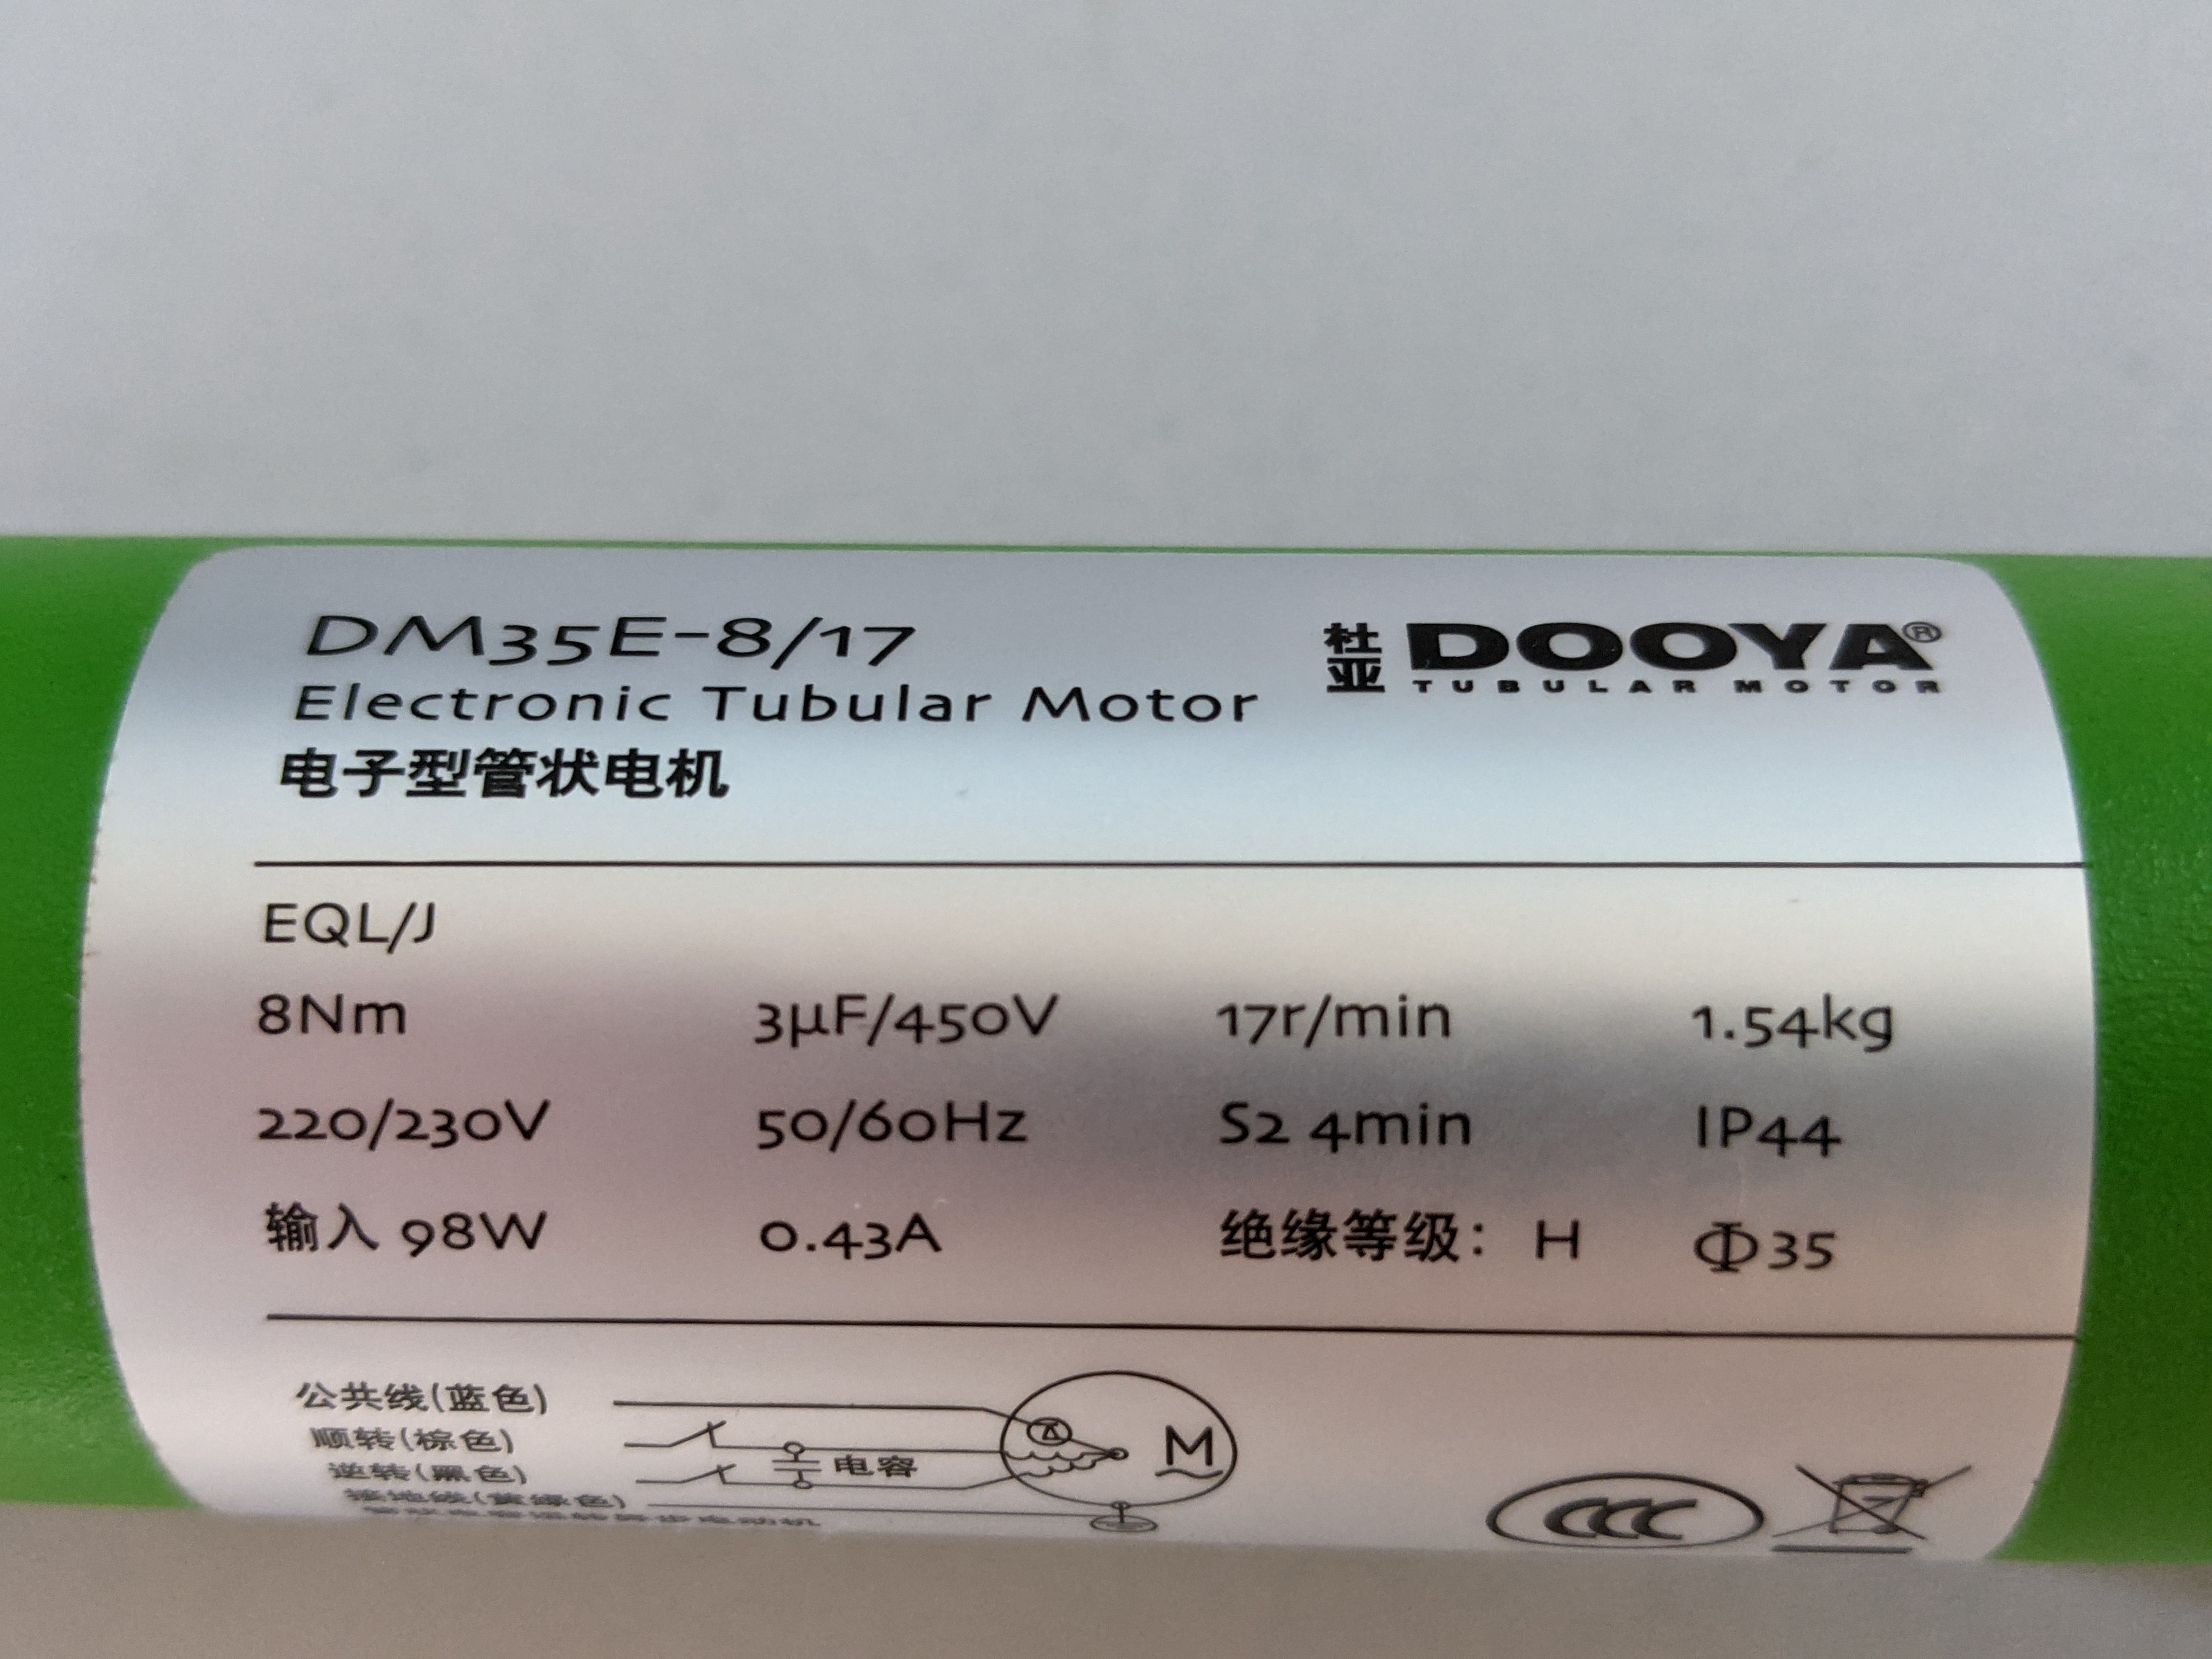 DM35E-8/17
Electronic Tubular Motor
电子型管状电机
杜亚 DOOYA®
TUBULAR MOTOR
EQL/J
8Nm 3μF/450V 17r/min 1.54kg
220/230V 50/60Hz S2 4min IP44
输入 98W 0.43A 绝缘等级: H Φ35
公共线(蓝色)
顺转(棕色)
逆转(黑色)
接地线(黄绿色)
电容
M
CCC